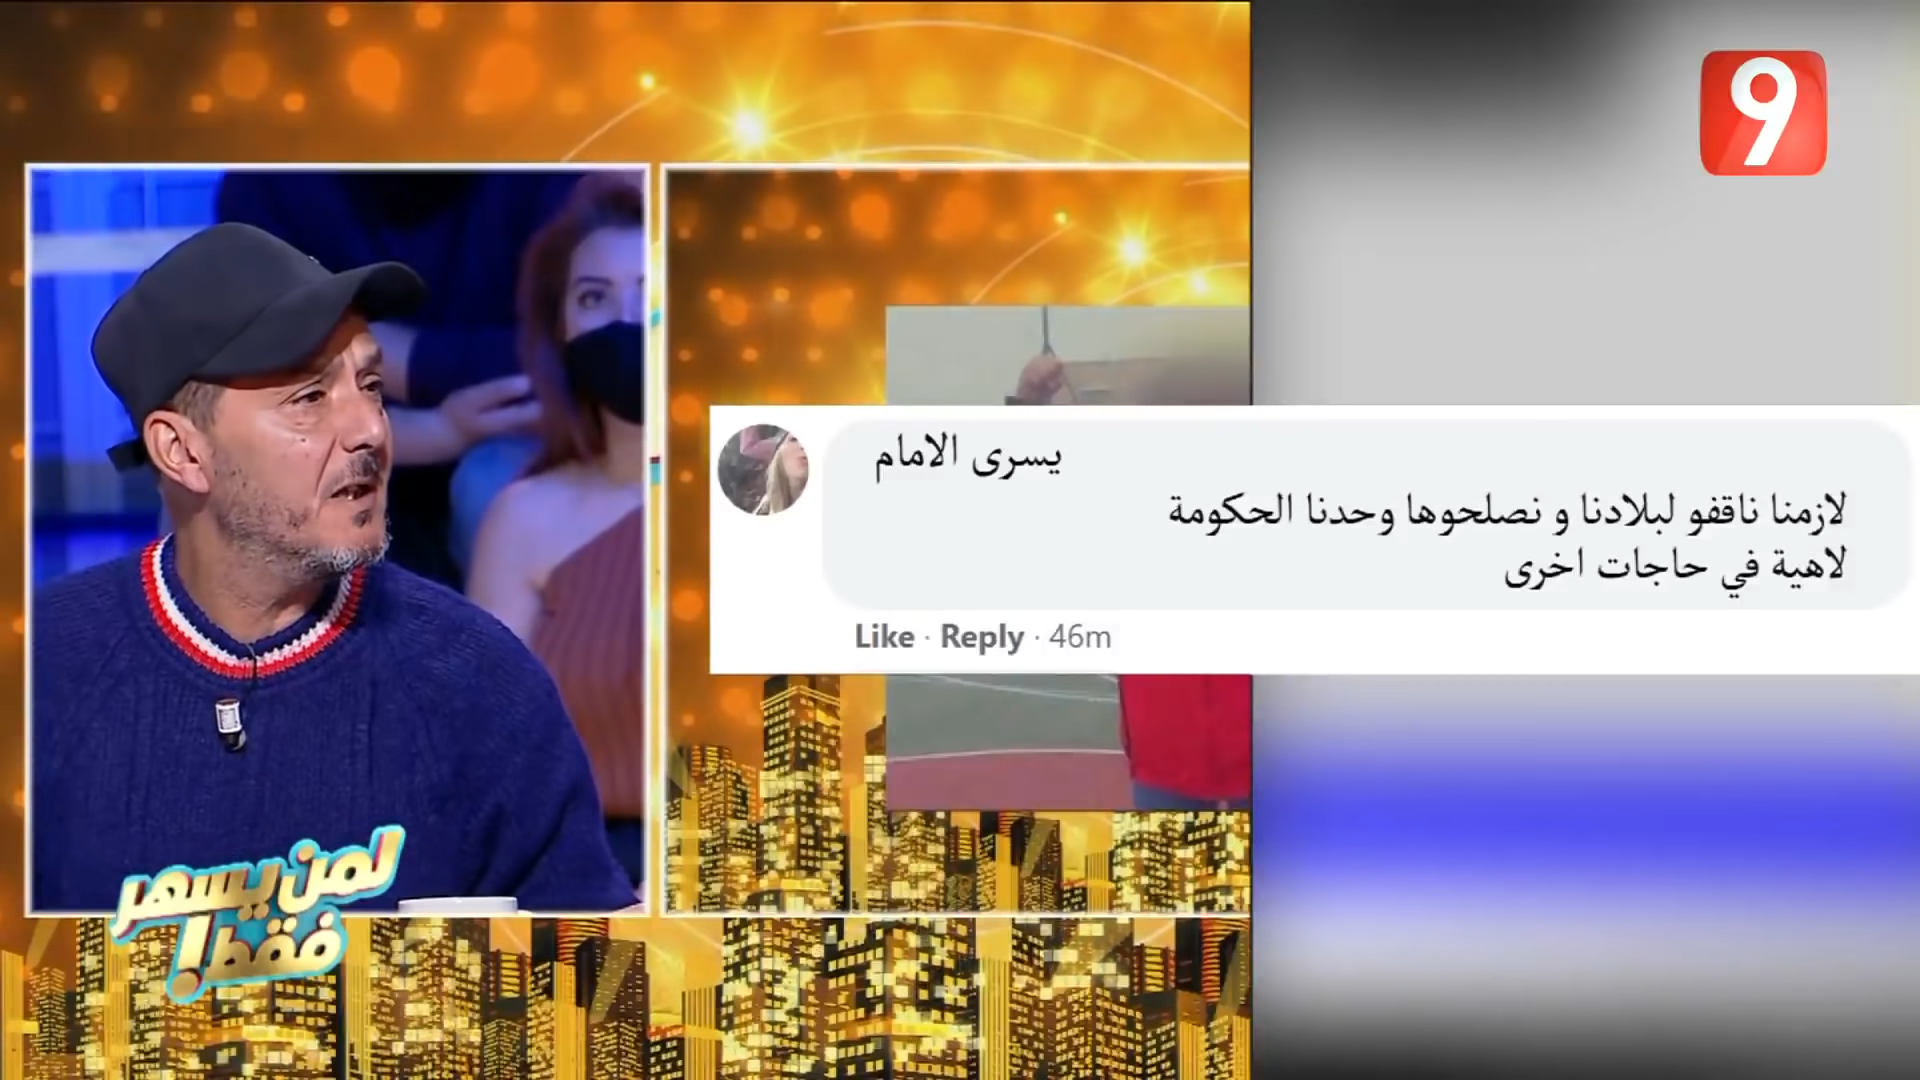 9
يسرى الامام
لازمنا ناقفو لبلادنا و نصلحوها وحدنا الحكومة
لاهية في حاجات اخرى
Like · Reply · 46m
لمن يسهر
فقط!